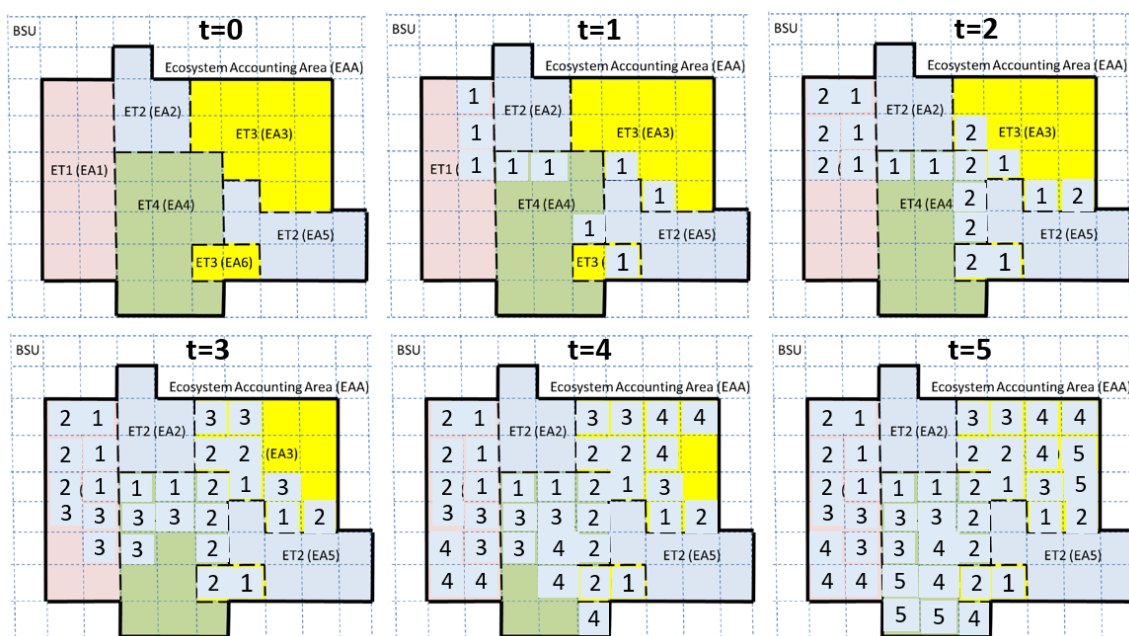 BSU t=0
Ecosystem Accounting Area (EAA)
ET2 (EA2)
ET3 (EA3)
ET1 (EA1)
ET4 (EA4)
ET2 (EA5)
ET3 (EA6)
BSU t=1
Ecosystem Accounting Area (EAA)
1 ET2 (EA2)
1 ET3 (EA3)
ET1 ( 1 1 1 1
ET4 (EA4) 1
1 ET2 (EA5)
ET3 ( 1
BSU t=2
Ecosystem Accounting Area (EAA)
2 1 ET2 (EA2)
2 1 2 ET3 (EA3)
2 1 1 1 2 1
ET4 (EA4 2 1 2
2 ET2 (EA5)
2 1
BSU t=3
Ecosystem Accounting Area (EAA)
2 1 3 3
ET2 (EA2)
2 1 2 2 (EA3)
2 1 1 1 2 1 3
3 3 3 3 2 1 2
3 3 2 ET2 (EA5)
2 1
BSU t=4
Ecosystem Accounting Area (EAA)
2 1 3 3 4 4
ET2 (EA2)
2 1 2 2 4
2 1 1 1 2 1 3
3 3 3 3 2 1 2
4 3 3 4 2 ET2 (EA5)
4 4 4 2 1
4
BSU t=5
Ecosystem Accounting Area (EAA)
2 1 3 3 4 4
ET2 (EA2)
2 1 2 2 4 5
2 1 1 1 2 1 3 5
3 3 3 3 2 1 2
4 3 3 4 2 ET2 (EA5)
4 4 5 4 2 1
5 5 4